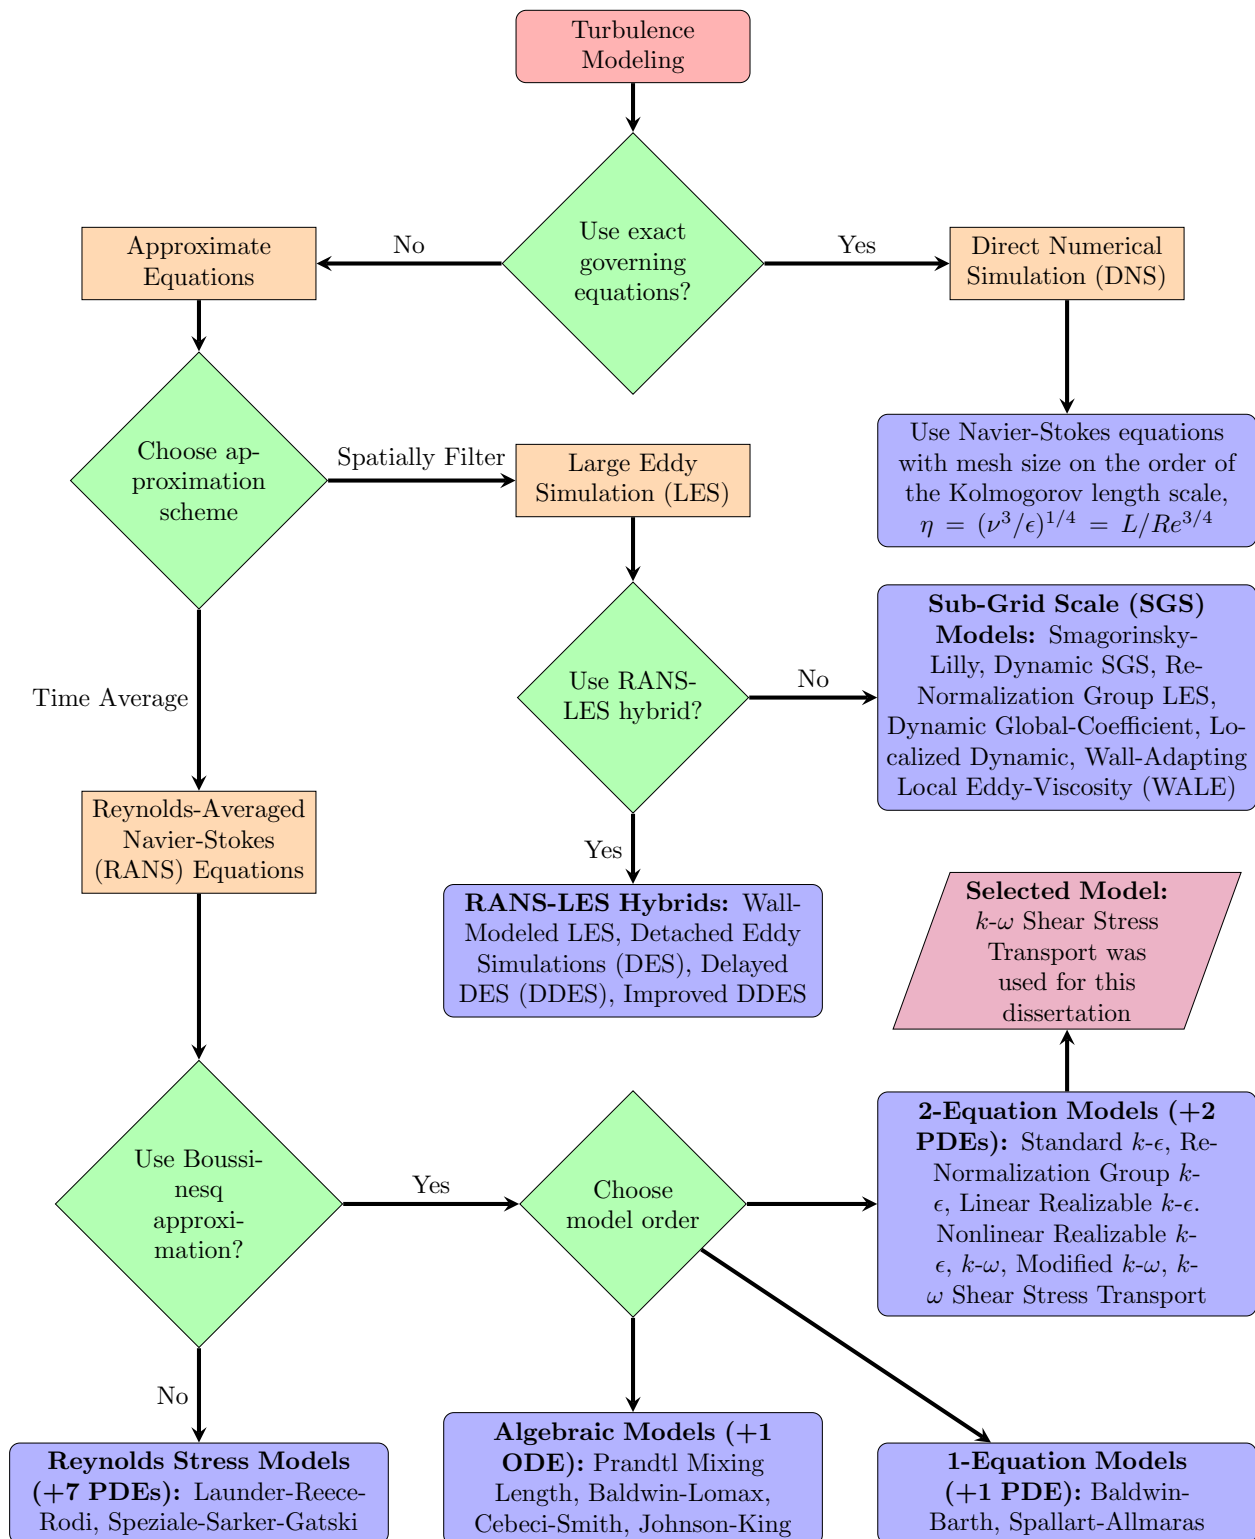 Turbulence
Modeling
Use exact
governing
equations?
No
Yes
Approximate
Equations
Direct Numerical
Simulation (DNS)
Use Navier-Stokes equations
with mesh size on the order of
the Kolmogorov length scale,
η = (ν³/ϵ)^{1/4} = L/Re^{3/4}
Choose ap-
proximation
scheme
Spatially Filter
Large Eddy
Simulation (LES)
Time Average
Use RANS-
LES hybrid?
No
Sub-Grid Scale (SGS)
Models: Smagorinsky-
Lilly, Dynamic SGS, Re-
Normalization Group LES,
Dynamic Global-Coefficient, Lo-
calized Dynamic, Wall-Adapting
Local Eddy-Viscosity (WALE)
Yes
RANS-LES Hybrids: Wall-
Modeled LES, Detached Eddy
Simulations (DES), Delayed
DES (DDES), Improved DDES
Reynolds-Averaged
Navier-Stokes
(RANS) Equations
Selected Model:
k-ω Shear Stress
Transport was
used for this
dissertation
Use Boussi-
nesq
approxi-
mation?
Yes
Choose
model order
2-Equation Models (+2
PDEs): Standard k-ϵ, Re-
Normalization Group k-
ϵ, Linear Realizable k-ϵ.
Nonlinear Realizable k-
ϵ, k-ω, Modified k-ω, k-
ω Shear Stress Transport
No
Reynolds Stress Models
(+7 PDEs): Launder-Reece-
Rodi, Speziale-Sarker-Gatski
Algebraic Models (+1
ODE): Prandtl Mixing
Length, Baldwin-Lomax,
Cebeci-Smith, Johnson-King
1-Equation Models
(+1 PDE): Baldwin-
Barth, Spallart-Allmaras